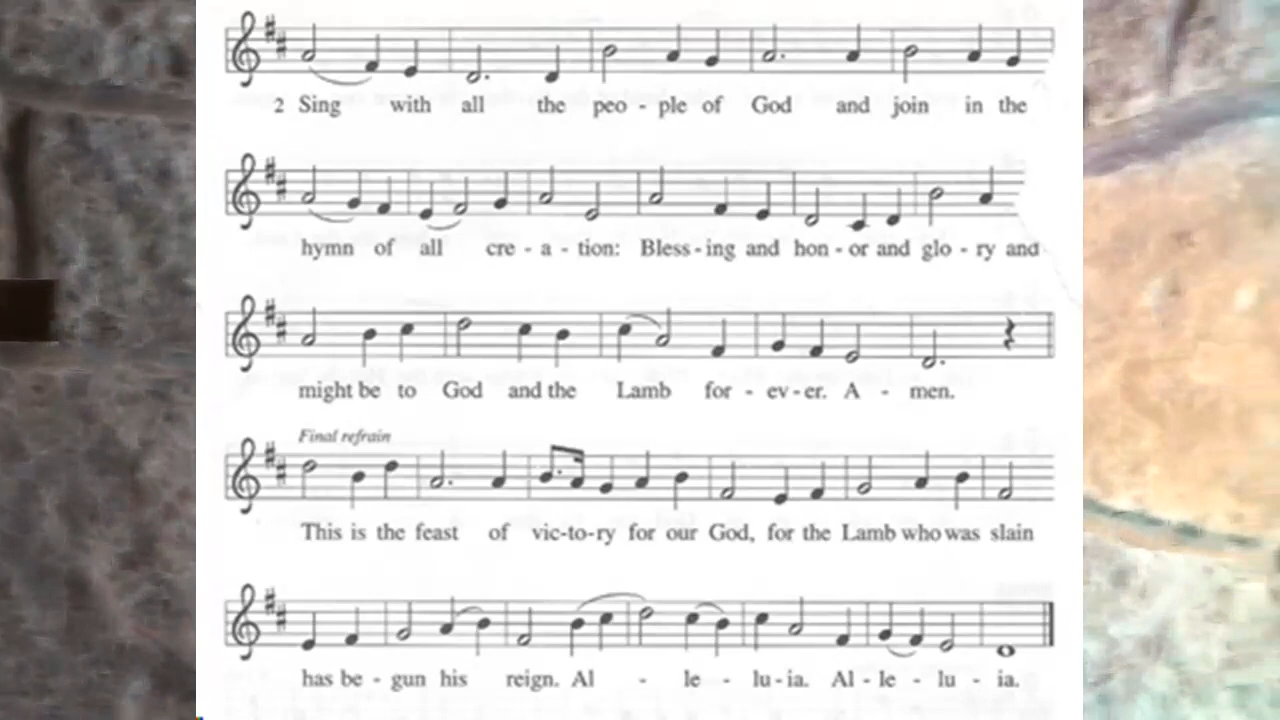 2 Sing with all the peo - ple of God and join in the
hymn of all cre - a - tion: Bless - ing and hon - or and glo - ry and
might be to God and the Lamb for - ev - er. A - men.
Final refrain
This is the feast of vic-to-ry for our God, for the Lamb who was slain
has be - gun his reign. Al - le - lu - ia. Al - le - lu - ia.